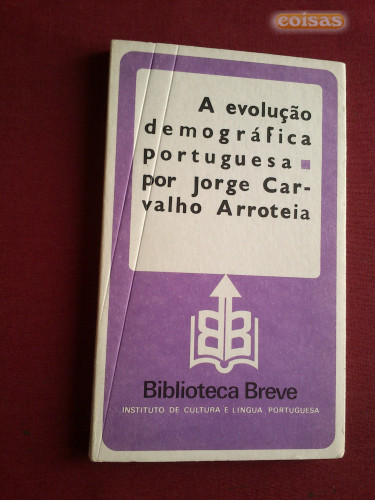 coisas
A evolução
demográfica
portuguesa
por Jorge Car-
valho Arroteia
Biblioteca Breve
INSTITUTO DE CULTURA E LÍNGUA PORTUGUESA